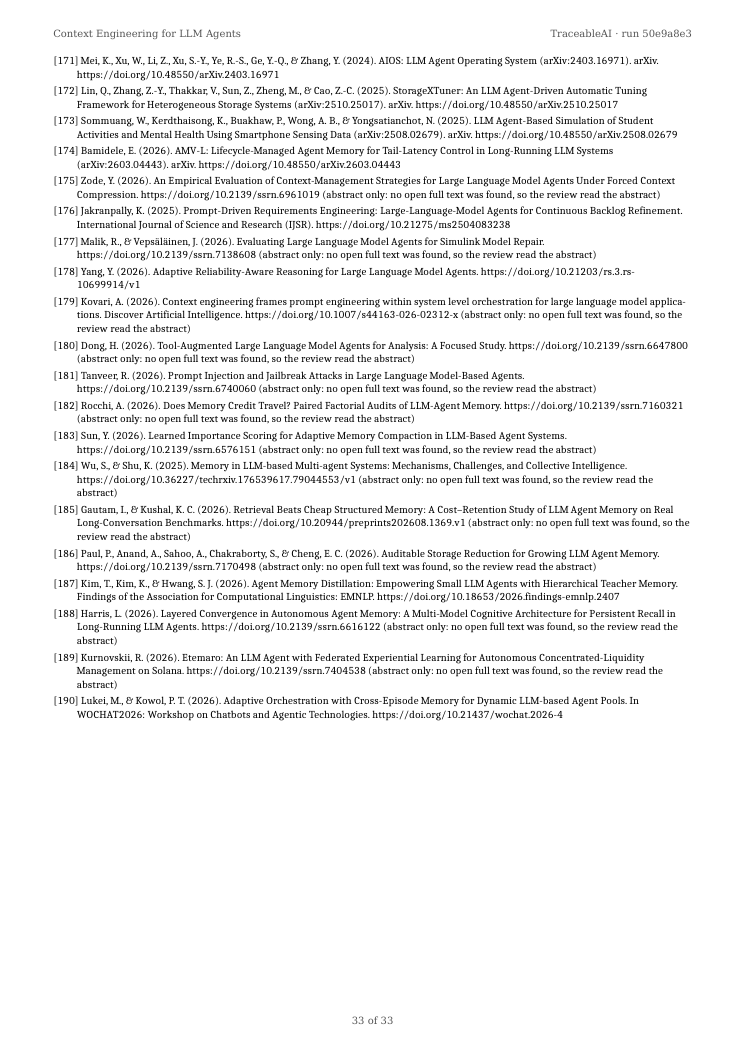 Context Engineering for LLM Agents
TraceableAI · run 50e9a8e3
[171] Mei, K., Xu, W., Li, Z., Xu, S.-Y., Ye, R.-S., Ge, Y.-Q., & Zhang, Y. (2024). AIOS: LLM Agent Operating System (arXiv:2403.16971). arXiv.
https://doi.org/10.48550/arXiv.2403.16971
[172] Lin, Q., Zhang, Z.-Y., Thakkar, V., Sun, Z., Zheng, M., & Cao, Z.-C. (2025). StorageXTuner: An LLM Agent-Driven Automatic Tuning
Framework for Heterogeneous Storage Systems (arXiv:2510.25017). arXiv. https://doi.org/10.48550/arXiv.2510.25017
[173] Sommuang, W., Kerdthaisong, K., Buakhaw, P., Wong, A. B., & Yongsatianchot, N. (2025). LLM Agent-Based Simulation of Student
Activities and Mental Health Using Smartphone Sensing Data (arXiv:2508.02679). arXiv. https://doi.org/10.48550/arXiv.2508.02679
[174] Bamidele, E. (2026). AMV-L: Lifecycle-Managed Agent Memory for Tail-Latency Control in Long-Running LLM Systems
(arXiv:2603.04443). arXiv. https://doi.org/10.48550/arXiv.2603.04443
[175] Zode, Y. (2026). An Empirical Evaluation of Context-Management Strategies for Large Language Model Agents Under Forced Context
Compression. https://doi.org/10.2139/ssrn.6961019 (abstract only: no open full text was found, so the review read the abstract)
[176] Jakranpally, K. (2025). Prompt-Driven Requirements Engineering: Large-Language-Model Agents for Continuous Backlog Refinement.
International Journal of Science and Research (IJSR). https://doi.org/10.21275/ms2504083238
[177] Malik, R., & Vepsäläinen, J. (2026). Evaluating Large Language Model Agents for Simulink Model Repair.
https://doi.org/10.2139/ssrn.7138608 (abstract only: no open full text was found, so the review read the abstract)
[178] Yang, Y. (2026). Adaptive Reliability-Aware Reasoning for Large Language Model Agents. https://doi.org/10.21203/rs.3.rs-
10699914/v1
[179] Kovari, A. (2026). Context engineering frames prompt engineering within system level orchestration for large language model applica-
tions. Discover Artificial Intelligence. https://doi.org/10.1007/s44163-026-02312-x (abstract only: no open full text was found, so the
review read the abstract)
[180] Dong, H. (2026). Tool-Augmented Large Language Model Agents for Analysis: A Focused Study. https://doi.org/10.2139/ssrn.6647800
(abstract only: no open full text was found, so the review read the abstract)
[181] Tanveer, R. (2026). Prompt Injection and Jailbreak Attacks in Large Language Model-Based Agents.
https://doi.org/10.2139/ssrn.6740060 (abstract only: no open full text was found, so the review read the abstract)
[182] Rocchi, A. (2026). Does Memory Credit Travel? Paired Factorial Audits of LLM-Agent Memory. https://doi.org/10.2139/ssrn.7160321
(abstract only: no open full text was found, so the review read the abstract)
[183] Sun, Y. (2026). Learned Importance Scoring for Adaptive Memory Compaction in LLM-Based Agent Systems.
https://doi.org/10.2139/ssrn.6576151 (abstract only: no open full text was found, so the review read the abstract)
[184] Wu, S., & Shu, K. (2025). Memory in LLM-based Multi-agent Systems: Mechanisms, Challenges, and Collective Intelligence.
https://doi.org/10.36227/techrxiv.176539617.79044553/v1 (abstract only: no open full text was found, so the review read the
abstract)
[185] Gautam, I., & Kushal, K. C. (2026). Retrieval Beats Cheap Structured Memory: A Cost–Retention Study of LLM Agent Memory on Real
Long-Conversation Benchmarks. https://doi.org/10.20944/preprints202608.1369.v1 (abstract only: no open full text was found, so the
review read the abstract)
[186] Paul, P., Anand, A., Sahoo, A., Chakraborty, S., & Cheng, E. C. (2026). Auditable Storage Reduction for Growing LLM Agent Memory.
https://doi.org/10.2139/ssrn.7170498 (abstract only: no open full text was found, so the review read the abstract)
[187] Kim, T., Kim, K., & Hwang, S. J. (2026). Agent Memory Distillation: Empowering Small LLM Agents with Hierarchical Teacher Memory.
Findings of the Association for Computational Linguistics: EMNLP. https://doi.org/10.18653/2026.findings-emnlp.2407
[188] Harris, L. (2026). Layered Convergence in Autonomous Agent Memory: A Multi-Model Cognitive Architecture for Persistent Recall in
Long-Running LLM Agents. https://doi.org/10.2139/ssrn.6616122 (abstract only: no open full text was found, so the review read the
abstract)
[189] Kurnovskii, R. (2026). Etemaro: An LLM Agent with Federated Experiential Learning for Autonomous Concentrated-Liquidity
Management on Solana. https://doi.org/10.2139/ssrn.7404538 (abstract only: no open full text was found, so the review read the
abstract)
[190] Lukei, M., & Kowol, P. T. (2026). Adaptive Orchestration with Cross-Episode Memory for Dynamic LLM-based Agent Pools. In
WOCHAT2026: Workshop on Chatbots and Agentic Technologies. https://doi.org/10.21437/wochat.2026-4
33 of 33